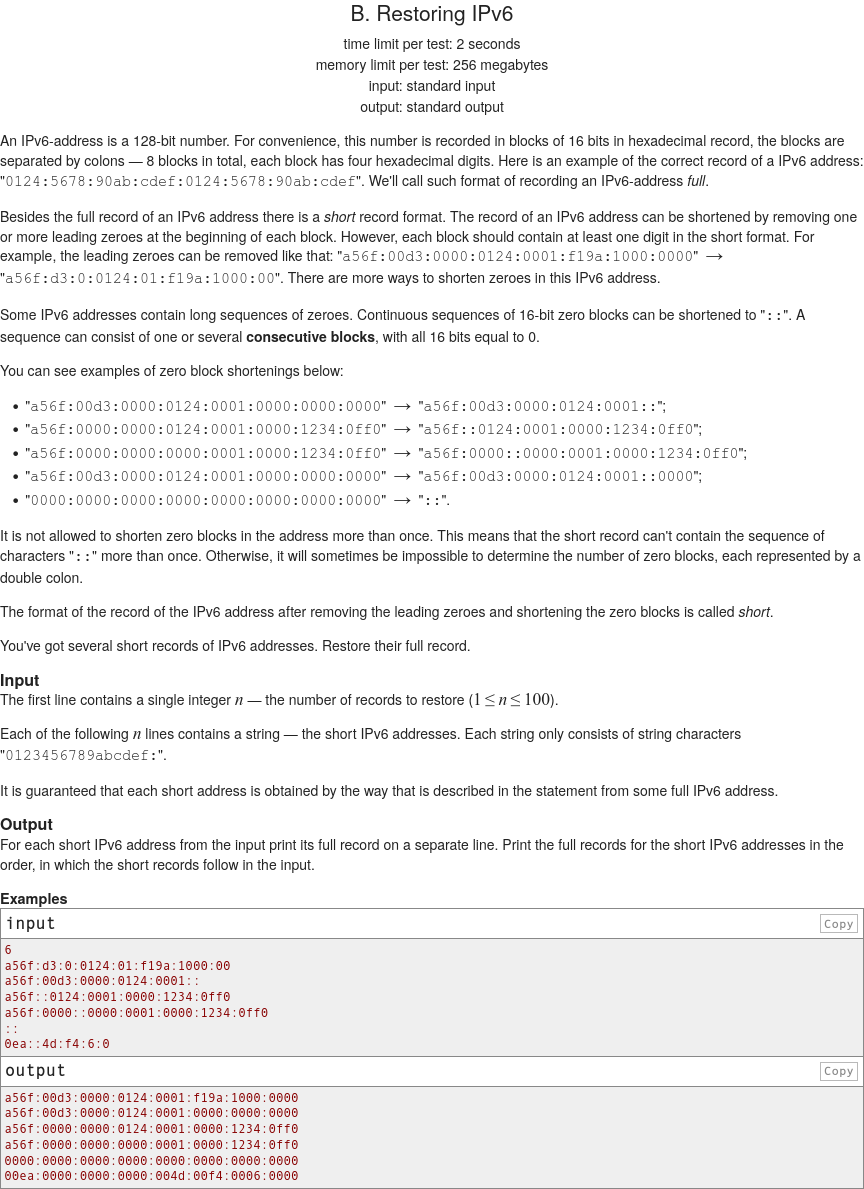 B. Restoring IPv6
time limit per test: 2 seconds
memory limit per test: 256 megabytes
input: standard input
output: standard output
An IPv6-address is a 128-bit number. For convenience, this number is recorded in blocks of 16 bits in hexadecimal record, the blocks are
separated by colons — 8 blocks in total, each block has four hexadecimal digits. Here is an example of the correct record of a IPv6 address:
"0124:5678:90ab:cdef:0124:5678:90ab:cdef". We'll call such format of recording an IPv6-address full.
Besides the full record of an IPv6 address there is a short record format. The record of an IPv6 address can be shortened by removing one
or more leading zeroes at the beginning of each block. However, each block should contain at least one digit in the short format. For
example, the leading zeroes can be removed like that: "a56f:00d3:0000:0124:0001:f19a:1000:0000" →
"a56f:d3:0:0124:01:f19a:1000:00". There are more ways to shorten zeroes in this IPv6 address.
Some IPv6 addresses contain long sequences of zeroes. Continuous sequences of 16-bit zero blocks can be shortened to "::". A
sequence can consist of one or several consecutive blocks, with all 16 bits equal to 0.
You can see examples of zero block shortenings below:
• "a56f:00d3:0000:0124:0001:0000:0000:0000" → "a56f:00d3:0000:0124:0001::";
• "a56f:0000:0000:0124:0001:0000:1234:0ff0" → "a56f::0124:0001:0000:1234:0ff0";
• "a56f:0000:0000:0000:0001:0000:1234:0ff0" → "a56f:0000::0000:0001:0000:1234:0ff0";
• "a56f:00d3:0000:0124:0001:0000:0000:0000" → "a56f:00d3:0000:0124:0001::0000";
• "0000:0000:0000:0000:0000:0000:0000:0000" → "::".
It is not allowed to shorten zero blocks in the address more than once. This means that the short record can't contain the sequence of
characters "::" more than once. Otherwise, it will sometimes be impossible to determine the number of zero blocks, each represented by a
double colon.
The format of the record of the IPv6 address after removing the leading zeroes and shortening the zero blocks is called short.
You've got several short records of IPv6 addresses. Restore their full record.
Input
The first line contains a single integer n — the number of records to restore (1 ≤ n ≤ 100).
Each of the following n lines contains a string — the short IPv6 addresses. Each string only consists of string characters
"0123456789abcdef:".
It is guaranteed that each short address is obtained by the way that is described in the statement from some full IPv6 address.
Output
For each short IPv6 address from the input print its full record on a separate line. Print the full records for the short IPv6 addresses in the
order, in which the short records follow in the input.
Examples
input Copy
6
a56f:d3:0:0124:01:f19a:1000:00
a56f:00d3:0000:0124:0001::
a56f::0124:0001:0000:1234:0ff0
a56f:0000::0000:0001:0000:1234:0ff0
::
0ea::4d:f4:6:0
output Copy
a56f:00d3:0000:0124:0001:f19a:1000:0000
a56f:00d3:0000:0124:0001:0000:0000:0000
a56f:0000:0000:0124:0001:0000:1234:0ff0
a56f:0000:0000:0000:0001:0000:1234:0ff0
0000:0000:0000:0000:0000:0000:0000:0000
00ea:0000:0000:0000:004d:00f4:0006:0000